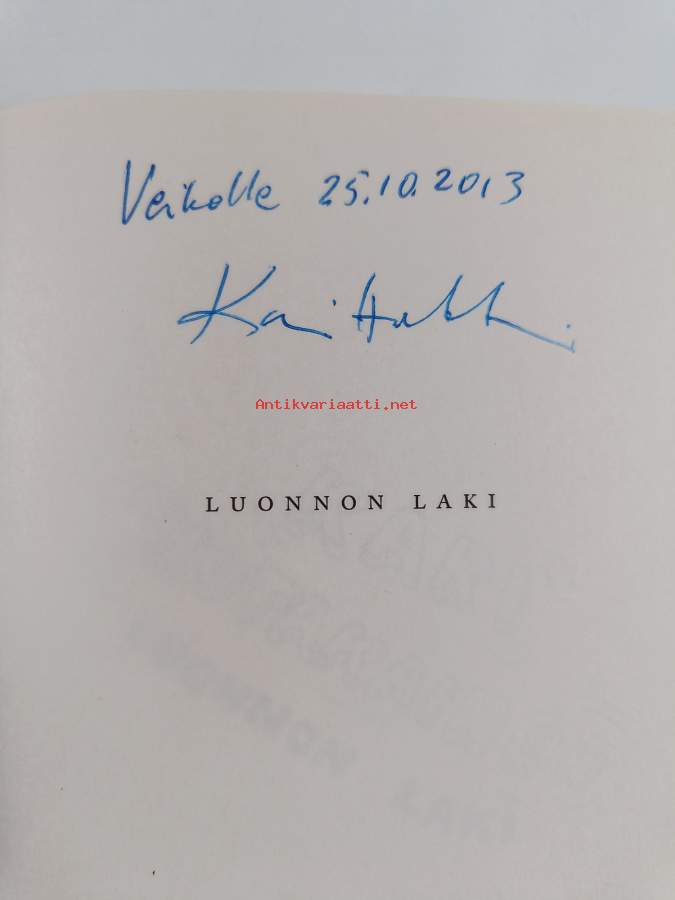 Veikolle 25.10.2013
Antikvariaatti.net
LUONNON LAKI